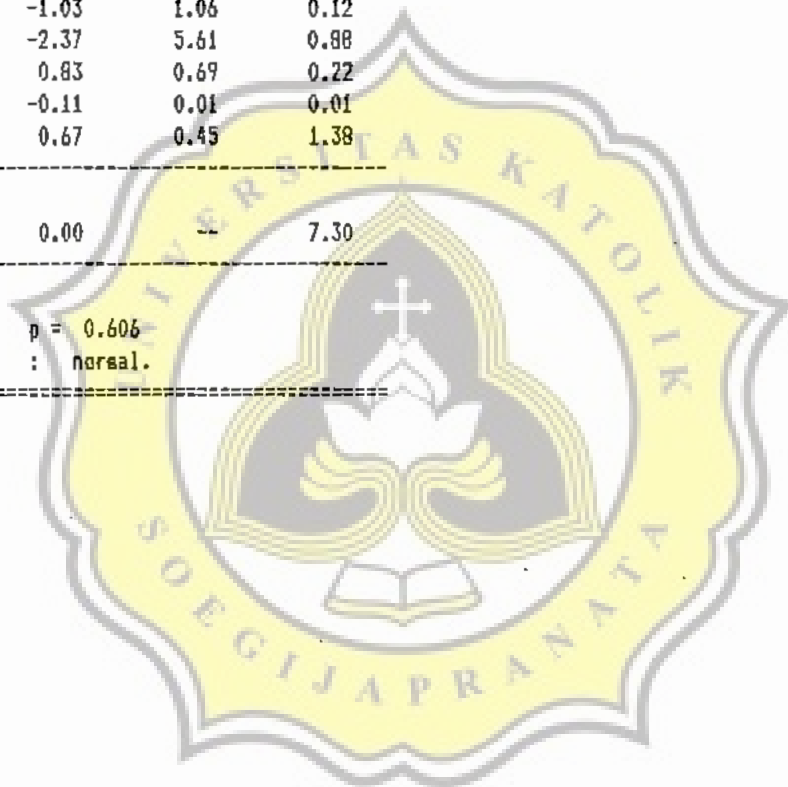 -1.03 1.06 0.12
-2.37 5.61 0.88
0.83 0.69 0.22
-0.11 0.01 0.01
0.67 0.45 1.38
0.00 -- 7.30
p = 0.606
: normal.
UNIVERSITAS KATOLIK
SOEGIJAPRANATA